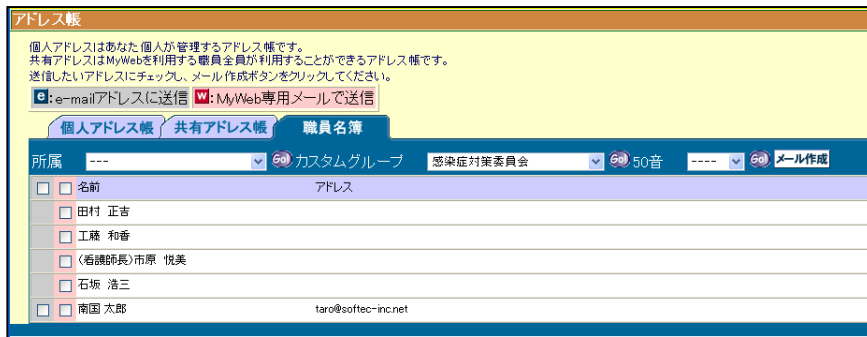 アドレス帳
個人アドレスはあなた個人が管理するアドレス帳です。
共有アドレスはMyWebを利用する職員全員が利用することができるアドレス帳です。
送信したいアドレスにチェックし、メール作成ボタンをクリックしてください。
e:e-mailアドレスに送信 W:MyWeb専用メールで送信
個人アドレス帳 共有アドレス帳 職員名簿
所属 --- Go! カスタムグループ 感染症対策委員会 Go! 50音 ---- Go! メール作成
名前 アドレス
田村 正吉
工藤 和香
(看護師長)市原 悦美
石坂 浩三
南国 太郎 taro@softec-inc.net